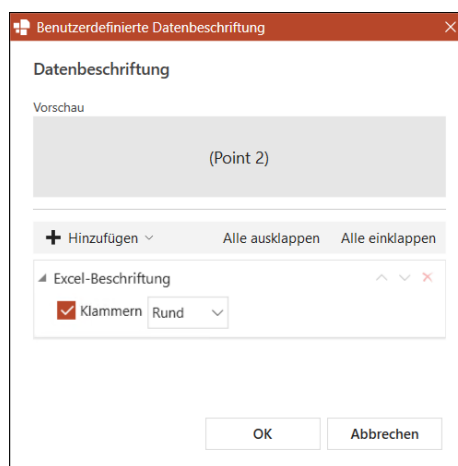 Benutzerdefinierte Datenbeschriftung
Datenbeschriftung
Vorschau
(Point 2)
Hinzufügen Alle ausklappen Alle einklappen
Excel-Beschriftung
Klammern Rund
OK Abbrechen